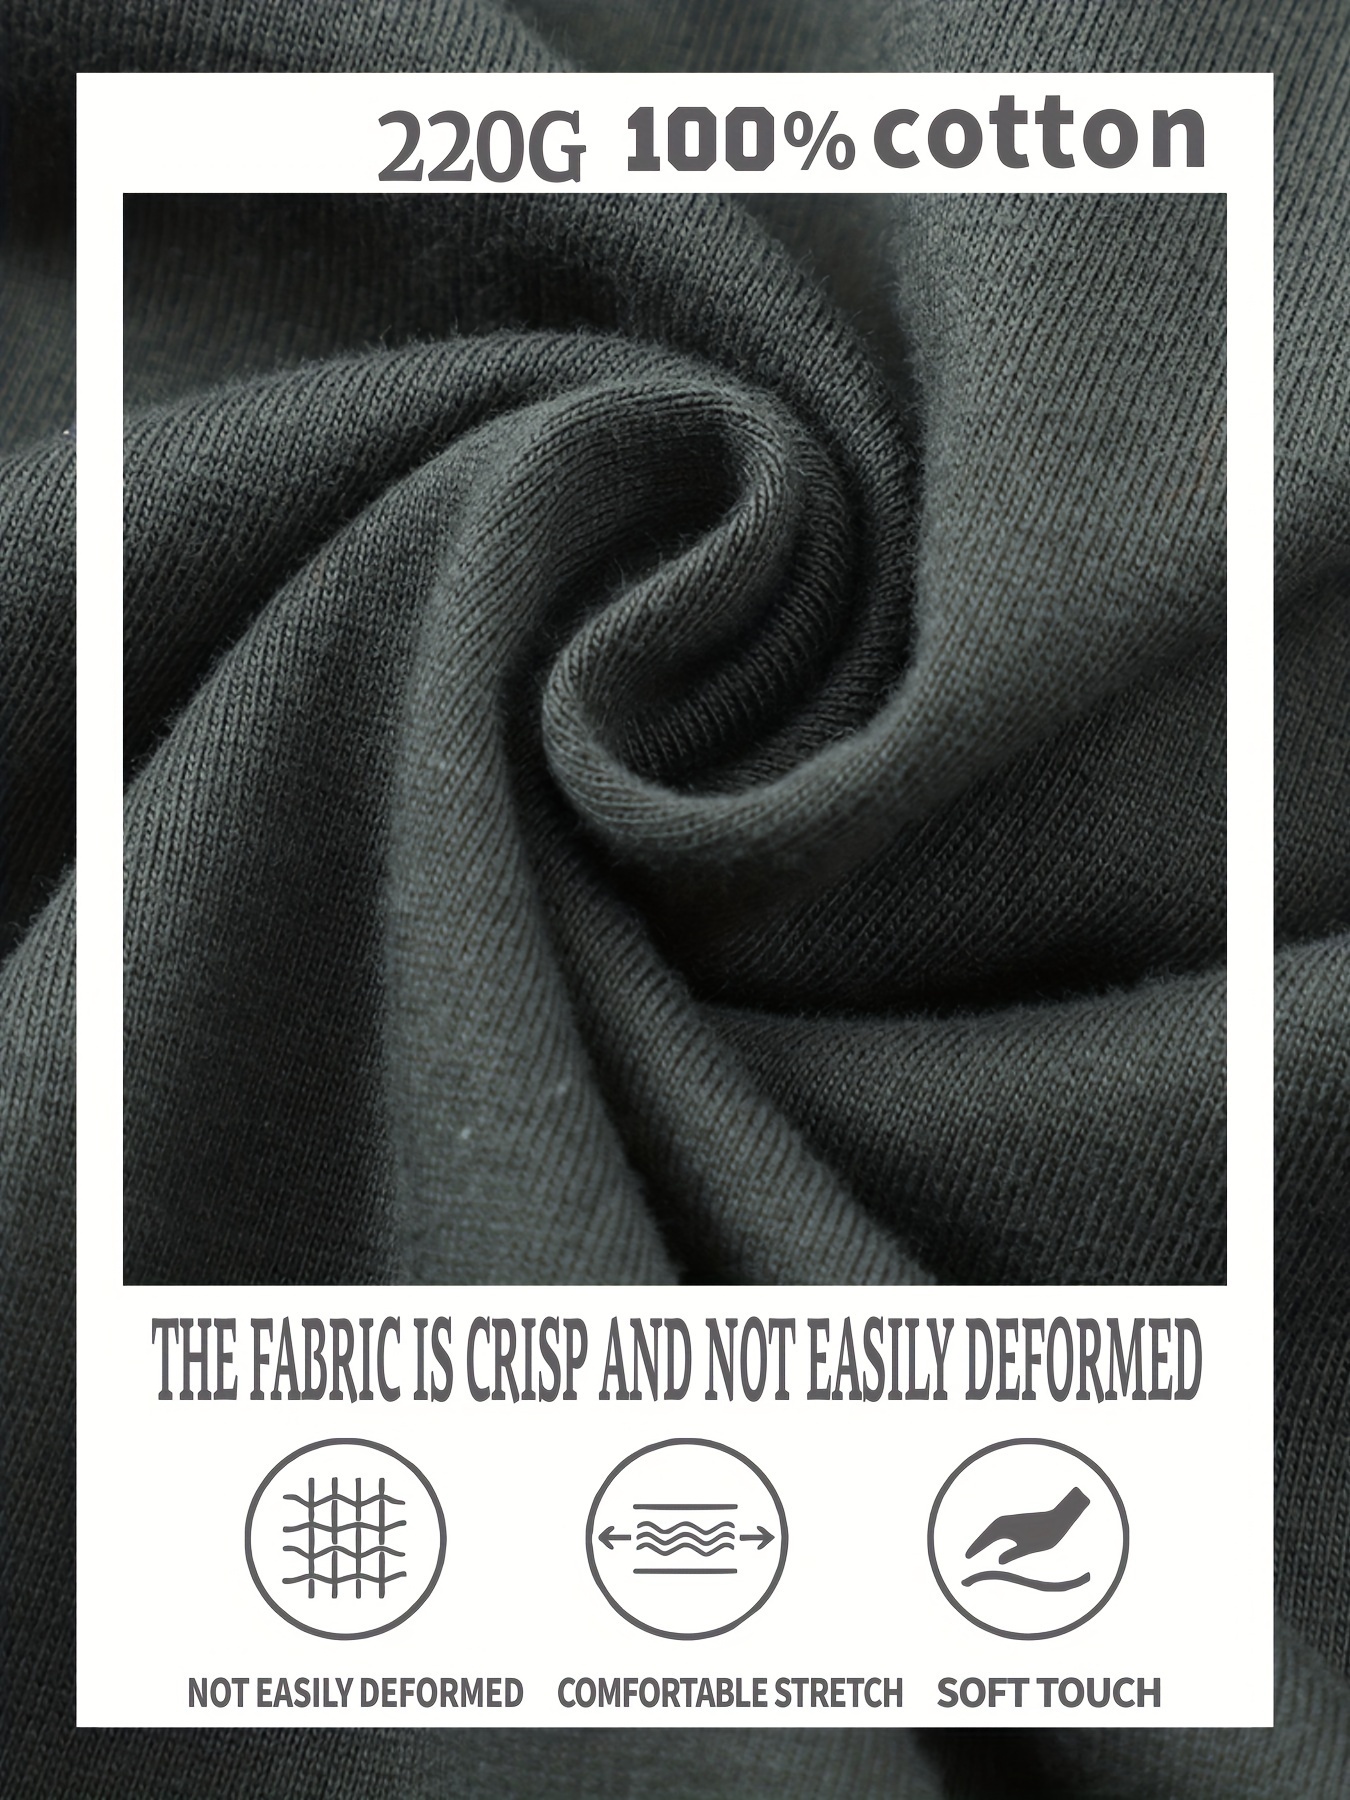 220G 100% cotton
THE FABRIC IS CRISP AND NOT EASILY DEFORMED
NOT EASILY DEFORMED COMFORTABLE STRETCH SOFT TOUCH